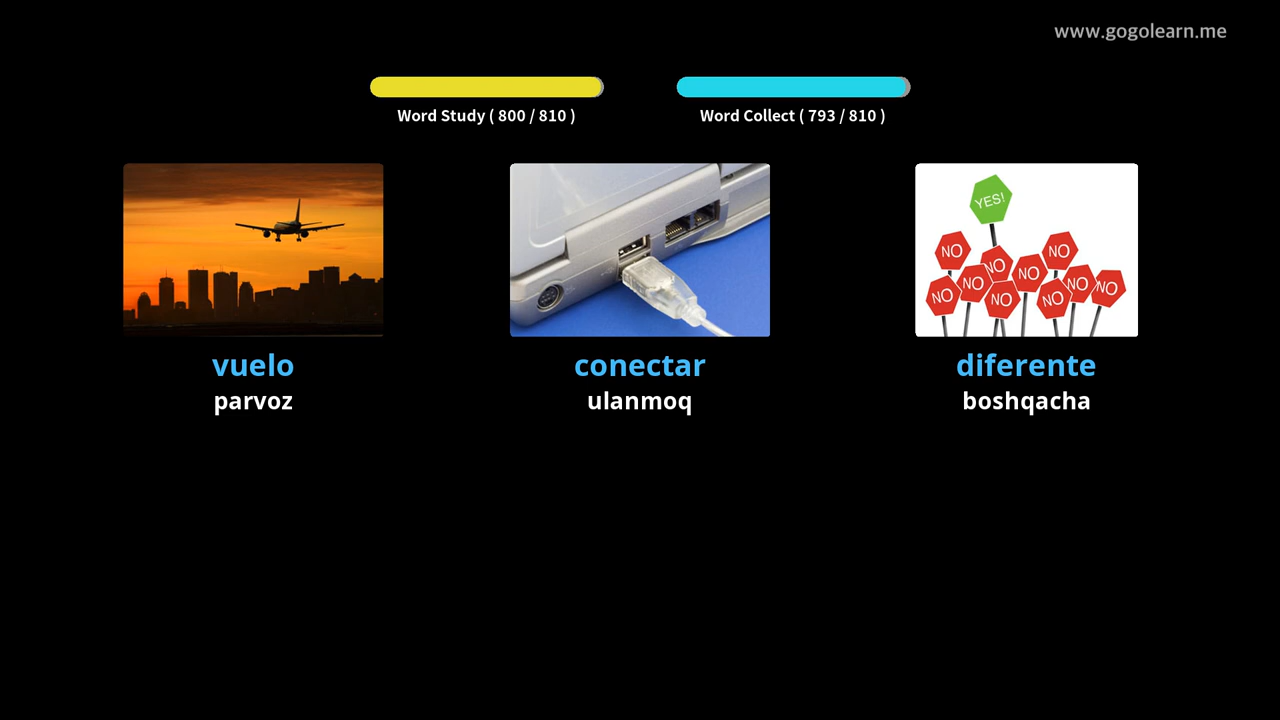 www.gogolearn.me
Word Study ( 800 / 810 )
Word Collect ( 793 / 810 )
YES!
NO
NO
NO
NO
NO
NO
NO
NO
NO
NO
vuelo
conectar
diferente
parvoz
ulanmoq
boshqacha